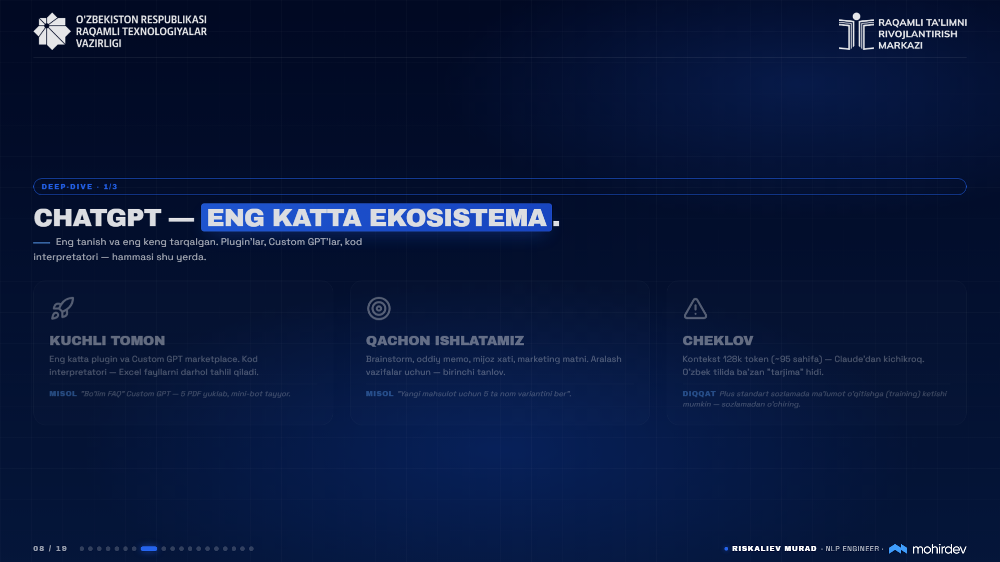 O'ZBEKISTON RESPUBLIKASI
RAQAMLI TEXNOLOGIYALAR
VAZIRLIGI
RAQAMLI TA'LIMNI
RIVOJLANTIRISH
MARKAZI
DEEP-DIVE · 1/3
CHATGPT — ENG KATTA EKOSISTEMA.
— Eng tanish va eng keng tarqalgan. Plugin'lar, Custom GPT'lar, kod
interpretatori — hammasi shu yerda.
KUCHLI TOMON
Eng katta plugin va Custom GPT marketplace. Kod
interpretatori — Excel fayllarni darhol tahlil qiladi.
MISOL "Bo'lim FAQ" Custom GPT — 5 PDF yuklab, mini-bot tayyor.
QACHON ISHLATAMIZ
Brainstorm, oddiy memo, mijoz xati, marketing matni. Aralash
vazifalar uchun — birinchi tanlov.
MISOL "Yangi mahsulot uchun 5 ta nom variantini ber".
CHEKLOV
Kontekst 128k token (~95 sahifa) — Claude'dan kichikroq.
O'zbek tilida ba'zan "tarjima" hidi.
DIQQAT Plus standart sozlamada ma'lumot o'qitishga (training) ketishi
mumkin — sozlamadan o'chiring.
08 / 19
RISKALIEV MURAD · NLP ENGINEER · mohirdev